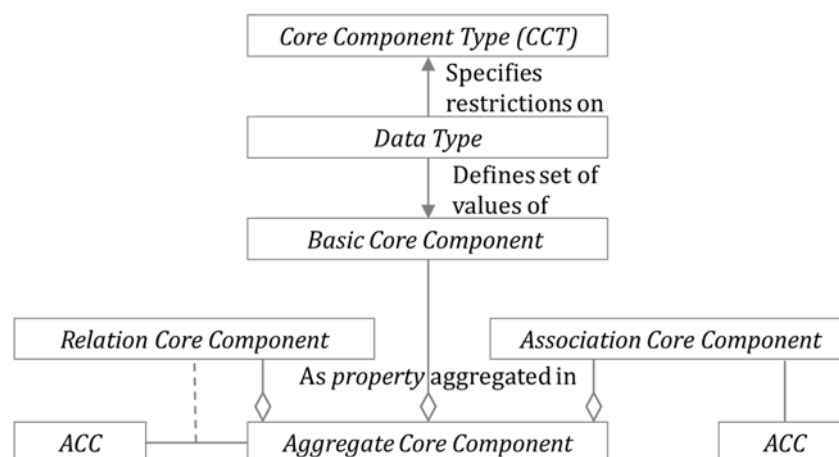 Core Component Type (CCT)
Specifies
restrictions on
Data Type
Defines set of
values of
Basic Core Component
Relation Core Component
Association Core Component
As property aggregated in
ACC
Aggregate Core Component
ACC